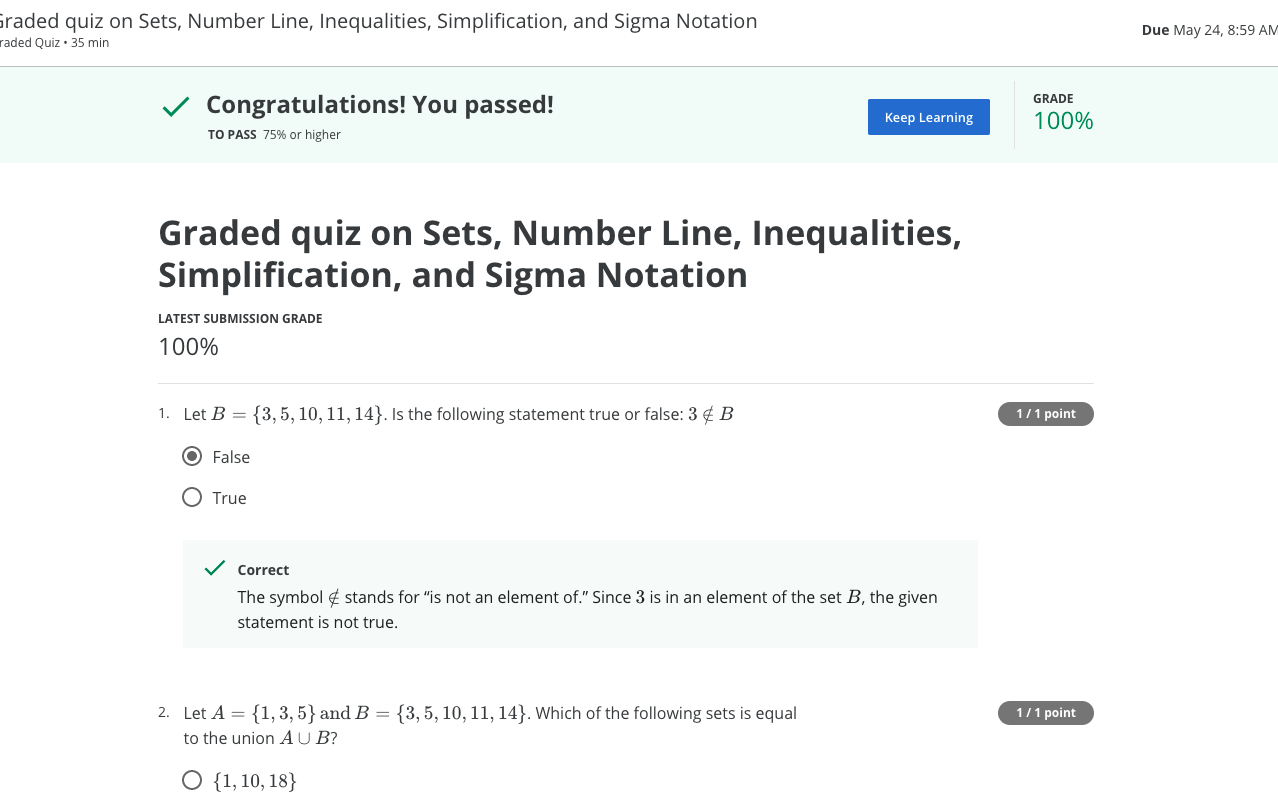 Graded quiz on Sets, Number Line, Inequalities, Simplification, and Sigma Notation
Graded Quiz • 35 min
Due May 24, 8:59 AM
Congratulations! You passed!
TO PASS 75% or higher
Keep Learning
GRADE
100%
Graded quiz on Sets, Number Line, Inequalities,
Simplification, and Sigma Notation
LATEST SUBMISSION GRADE
100%
1. Let B = {3, 5, 10, 11, 14}. Is the following statement true or false: 3 ∉ B
1 / 1 point
False
True
Correct
The symbol ∉ stands for “is not an element of.” Since 3 is in an element of the set B, the given
statement is not true.
2. Let A = {1, 3, 5} and B = {3, 5, 10, 11, 14}. Which of the following sets is equal
1 / 1 point
to the union A ∪ B?
{1, 10, 18}